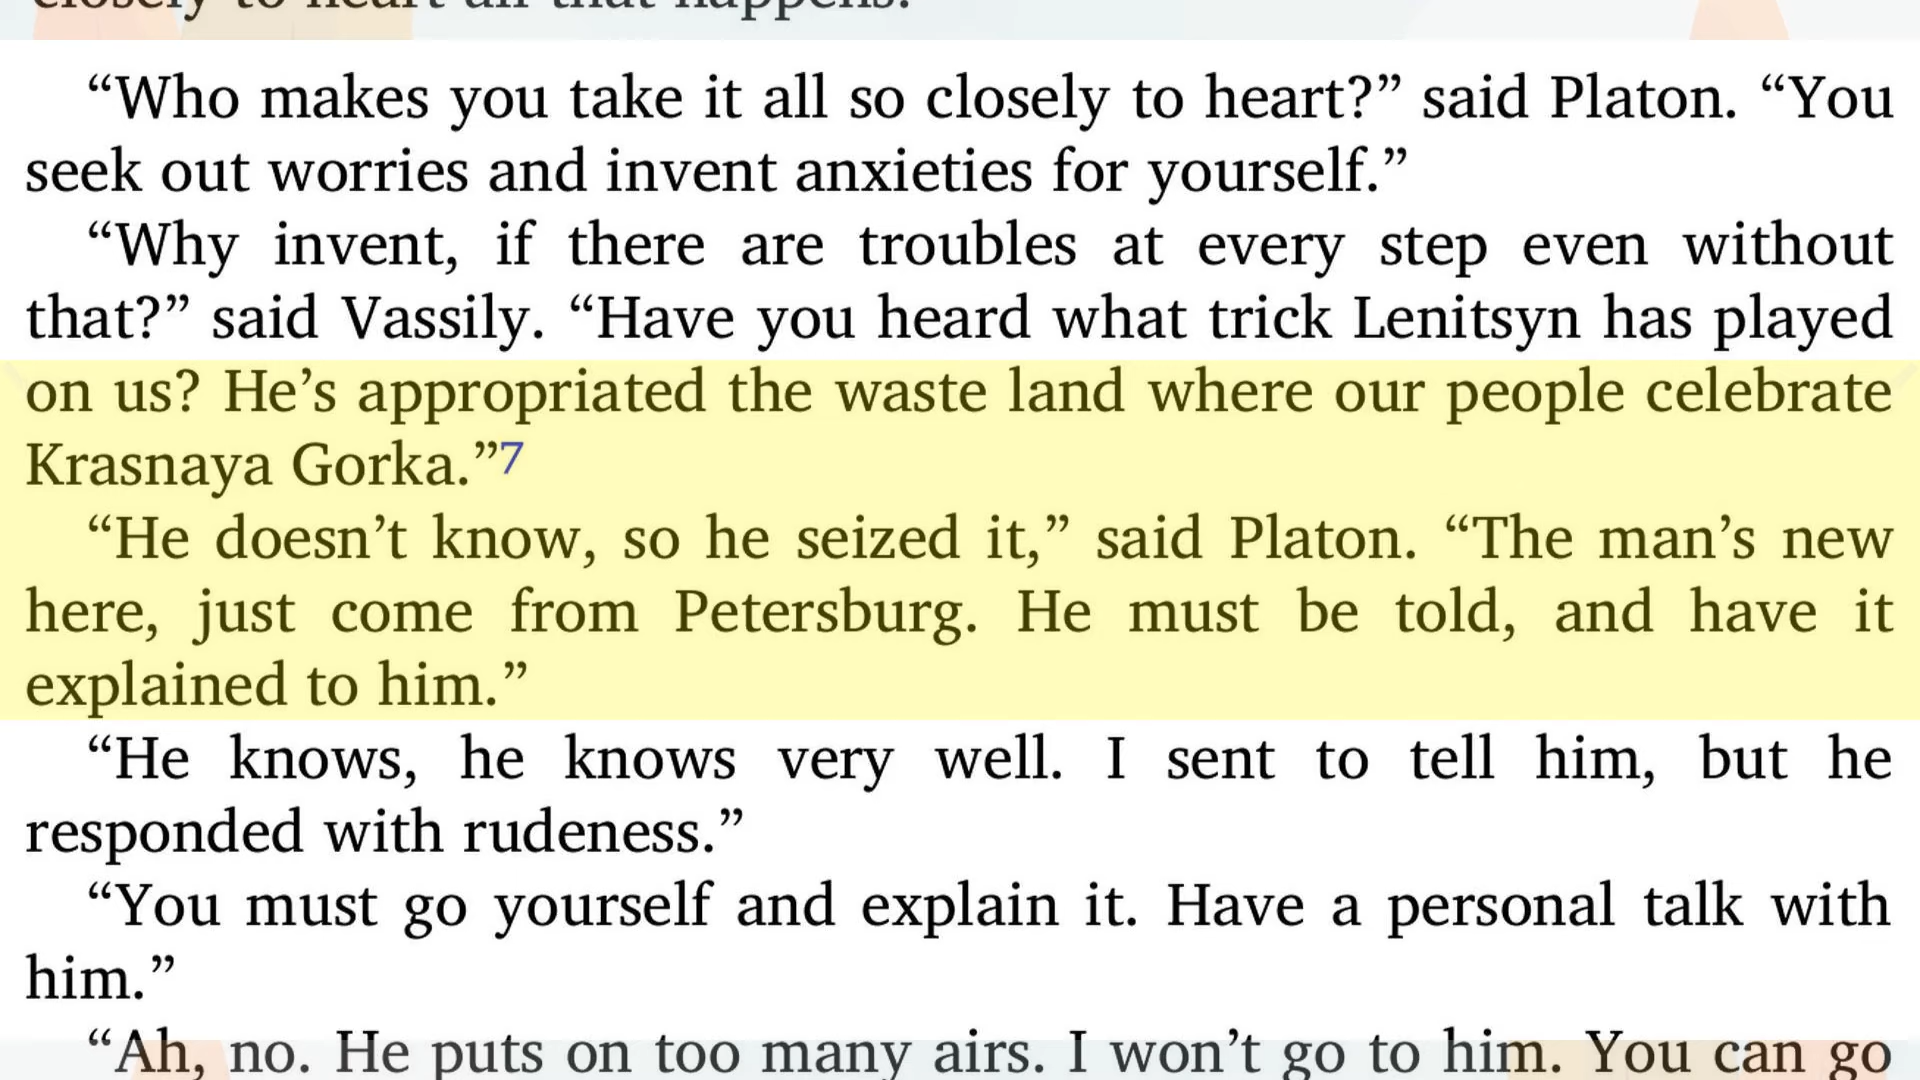 closely to heart all that happens.
“Who makes you take it all so closely to heart?” said Platon. “You
seek out worries and invent anxieties for yourself.”
“Why invent, if there are troubles at every step even without
that?” said Vassily. “Have you heard what trick Lenitsyn has played
on us? He’s appropriated the waste land where our people celebrate
Krasnaya Gorka.”7
“He doesn’t know, so he seized it,” said Platon. “The man’s new
here, just come from Petersburg. He must be told, and have it
explained to him.”
“He knows, he knows very well. I sent to tell him, but he
responded with rudeness.”
“You must go yourself and explain it. Have a personal talk with
him.”
“Ah, no. He puts on too many airs. I won’t go to him. You can go